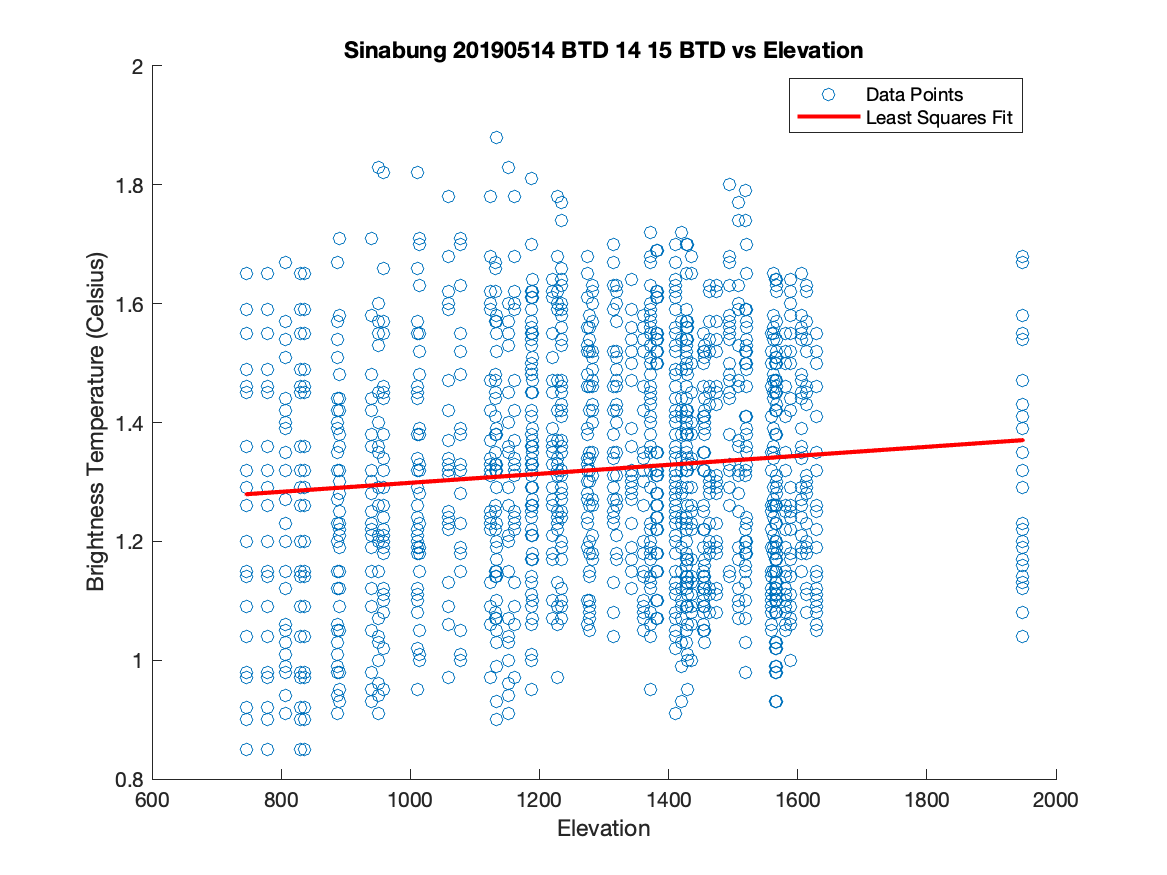 Sinabung 20190514 BTD 14 15 BTD vs Elevation
Data Points
Least Squares Fit
Brightness Temperature (Celsius)
2
1.8
1.6
1.4
1.2
1
0.8
600 800 1000 1200 1400 1600 1800 2000
Elevation